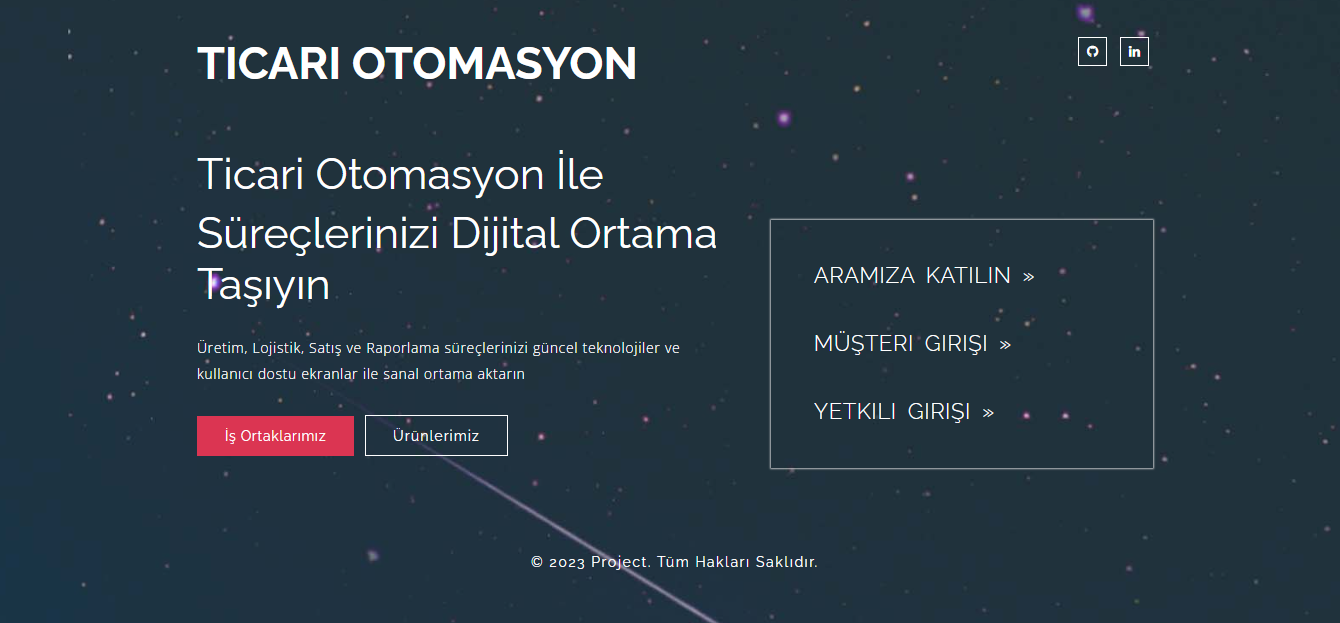 TICARI OTOMASYON
in
Ticari Otomasyon İle
Süreçlerinizi Dijital Ortama
Taşıyın
Üretim, Lojistik, Satış ve Raporlama süreçlerinizi güncel teknolojiler ve
kullanıcı dostu ekranlar ile sanal ortama aktarın
İş Ortaklarımız
Ürünlerimiz
ARAMIZA KATILIN »
MÜŞTERI GIRIŞI »
YETKILI GIRIŞI »
© 2023 Project. Tüm Hakları Saklıdır.